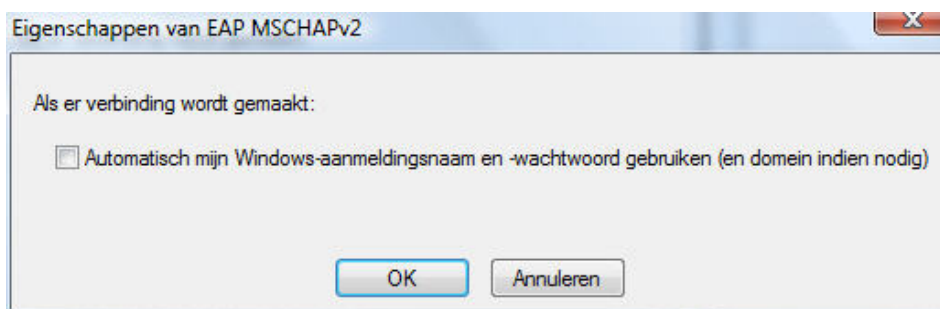 Eigenschappen van EAP MSCHAPv2
Als er verbinding wordt gemaakt:
Automatisch mijn Windows-aanmeldingsnaam en -wachtwoord gebruiken (en domein indien nodig)
OK
Annuleren